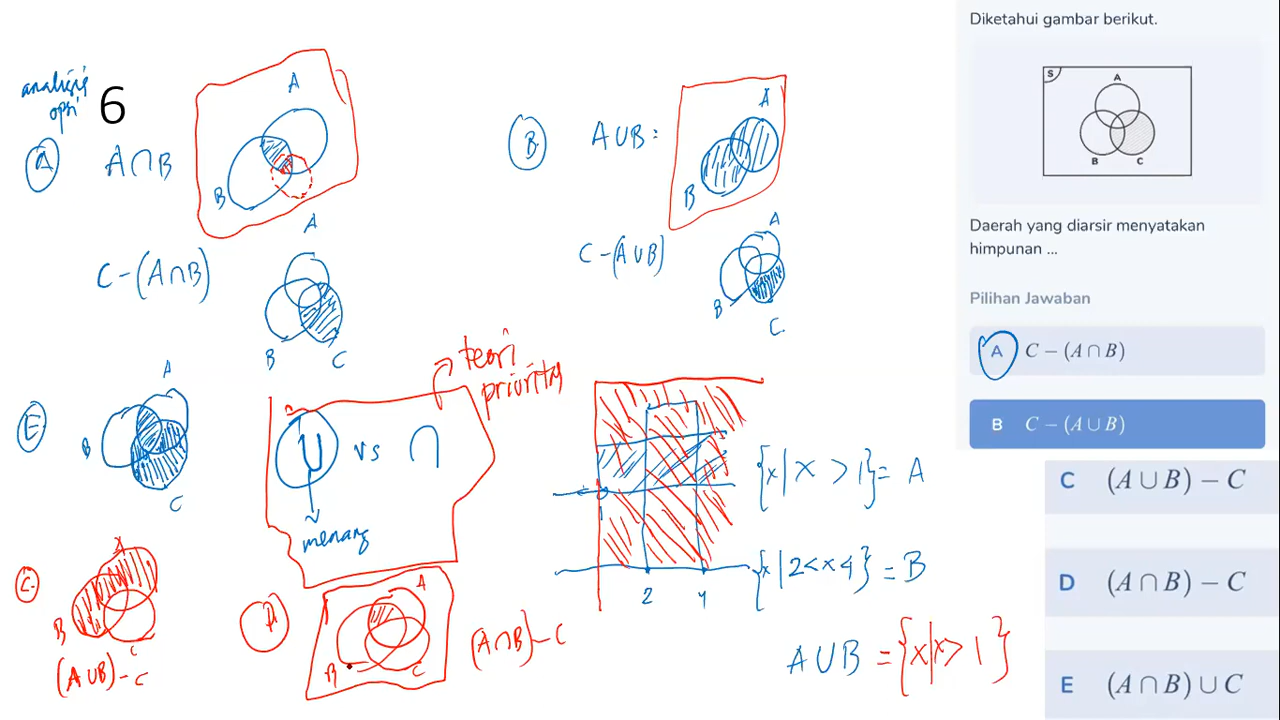 analisis
opsi
6
A
A∩B
A
B
A
C-(A∩B)
B
C
B
A∪B =
A
B
C-(A∪B)
A
B
C
E
A
B
C
∪ vs ∩
menang
teori
prioritas
{x|x>1} = A
{x|2<x<4} = B
1
2
4
A∪B = {x|x>1}
C
A
B
C
(A∪B)-C
D
A
B
C
(A∩B)-C
Diketahui gambar berikut.
S
A
B
C
Daerah yang diarsir menyatakan
himpunan ...
Pilihan Jawaban
A C − (A ∩ B)
B C − (A ∪ B)
C (A ∪ B) − C
D (A ∩ B) − C
E (A ∩ B) ∪ C